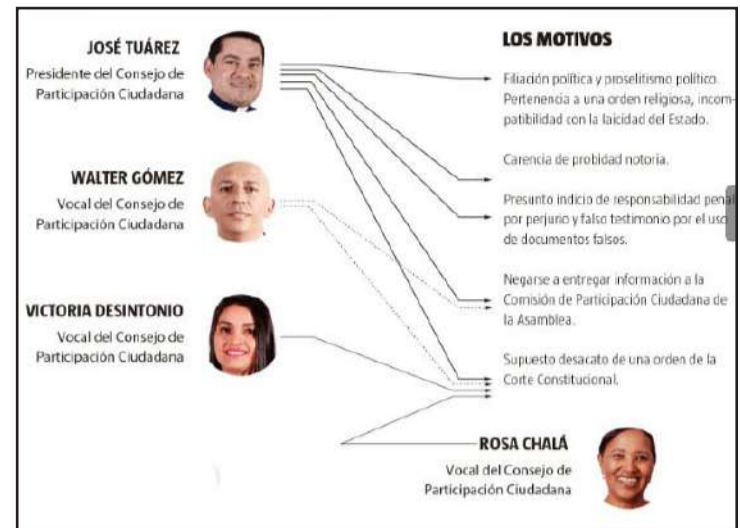 JOSÉ TUÁREZ
Presidente del Consejo de
Participación Ciudadana
WALTER GÓMEZ
Vocal del Consejo de
Participación Ciudadana
VICTORIA DESINTONIO
Vocal del Consejo de
Participación Ciudadana
LOS MOTIVOS
Filiación política y proselitismo político.
Pertenencia a una orden religiosa, incom-
patibilidad con la laicidad del Estado.
Carencia de probidad notoria.
Presunto indicio de responsabilidad penal
por perjurio y falso testimonio por el uso
de documentos falsos.
Negarse a entregar información a la
Comisión de Participación Ciudadana de
la Asamblea.
Supuesto desacato de una orden de la
Corte Constitucional.
ROSA CHALÁ
Vocal del Consejo de
Participación Ciudadana